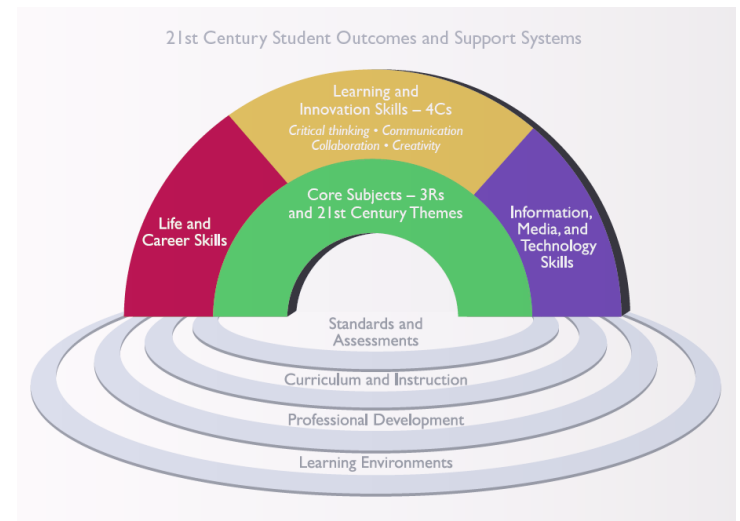 21st Century Student Outcomes and Support Systems
Learning and
Innovation Skills – 4Cs
Critical thinking • Communication
Collaboration • Creativity
Core Subjects – 3Rs
and 21st Century Themes
Life and
Career Skills
Information,
Media, and
Technology
Skills
Standards and
Assessments
Curriculum and Instruction
Professional Development
Learning Environments